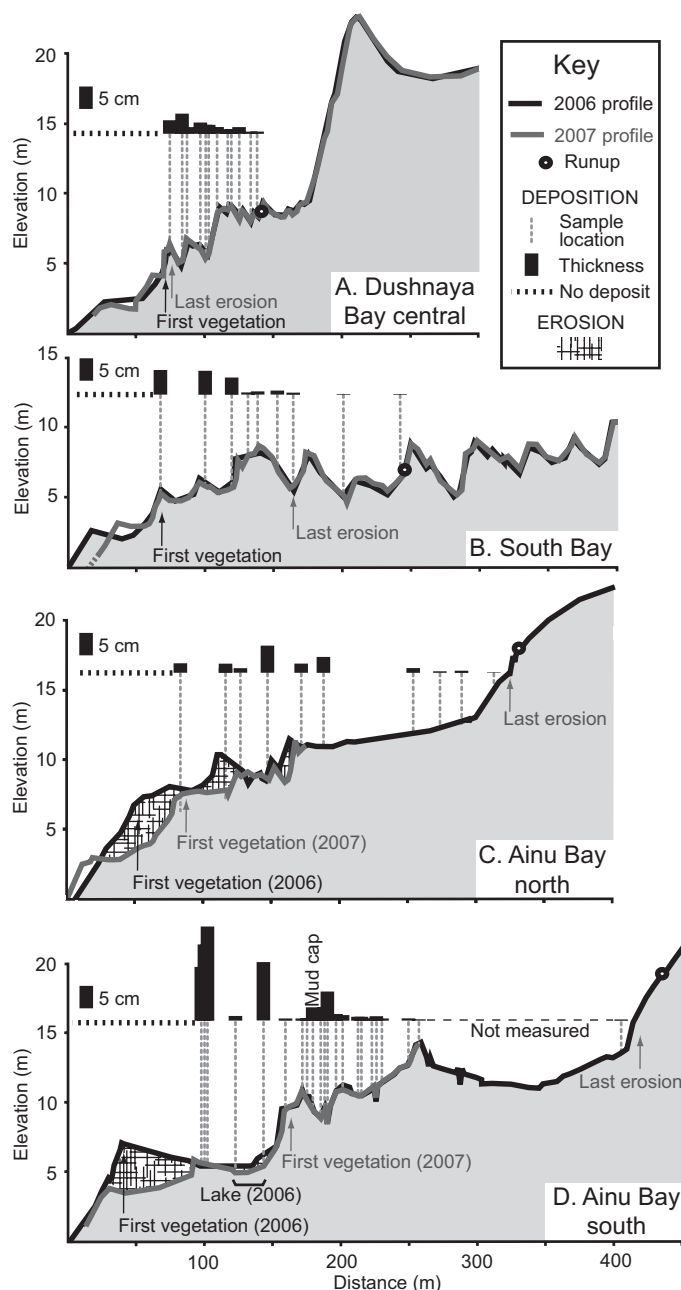 20
15
10
5
Elevation (m)
5 cm
Last erosion
First vegetation
A. Dushnaya
Bay central
Key
2006 profile
2007 profile
Runup
DEPOSITION
Sample
location
Thickness
No deposit
EROSION
15
10
5
Elevation (m)
5 cm
First vegetation
Last erosion
B. South Bay
20
15
10
5
Elevation (m)
5 cm
Last erosion
First vegetation (2007)
First vegetation (2006)
C. Ainu Bay
north
20
15
10
5
Elevation (m)
5 cm
Mud cap
Not measured
Last erosion
First vegetation (2007)
Lake (2006)
First vegetation (2006)
D. Ainu Bay
south
100
200
300
400
Distance (m)